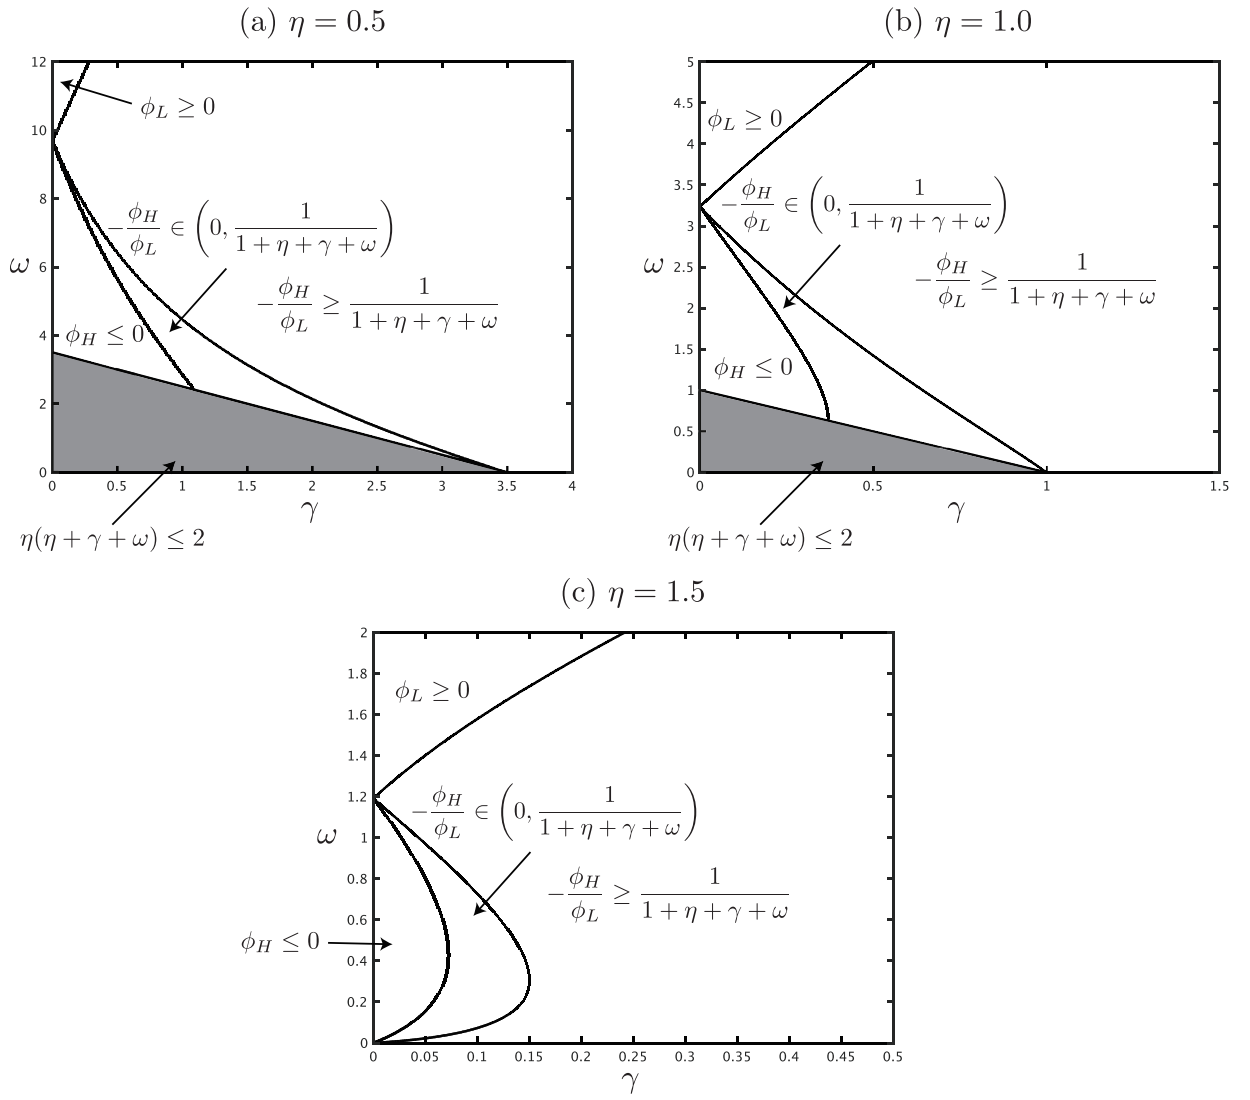 (a) η = 0.5
12
10
8
6
4
2
0
ω
φ_L ≥ 0
−φ_H/φ_L ∈ (0, 1/(1 + η + γ + ω))
−φ_H/φ_L ≥ 1/(1 + η + γ + ω)
φ_H ≤ 0
0 0.5 1 1.5 2 2.5 3 3.5 4
γ
η(η + γ + ω) ≤ 2
(b) η = 1.0
5
4.5
4
3.5
3
2.5
2
1.5
1
0.5
0
ω
φ_L ≥ 0
−φ_H/φ_L ∈ (0, 1/(1 + η + γ + ω))
−φ_H/φ_L ≥ 1/(1 + η + γ + ω)
φ_H ≤ 0
0 0.5 1 1.5
γ
η(η + γ + ω) ≤ 2
(c) η = 1.5
2
1.8
1.6
1.4
1.2
1
0.8
0.6
0.4
0.2
0
ω
φ_L ≥ 0
−φ_H/φ_L ∈ (0, 1/(1 + η + γ + ω))
−φ_H/φ_L ≥ 1/(1 + η + γ + ω)
φ_H ≤ 0
0 0.05 0.1 0.15 0.2 0.25 0.3 0.35 0.4 0.45 0.5
γ